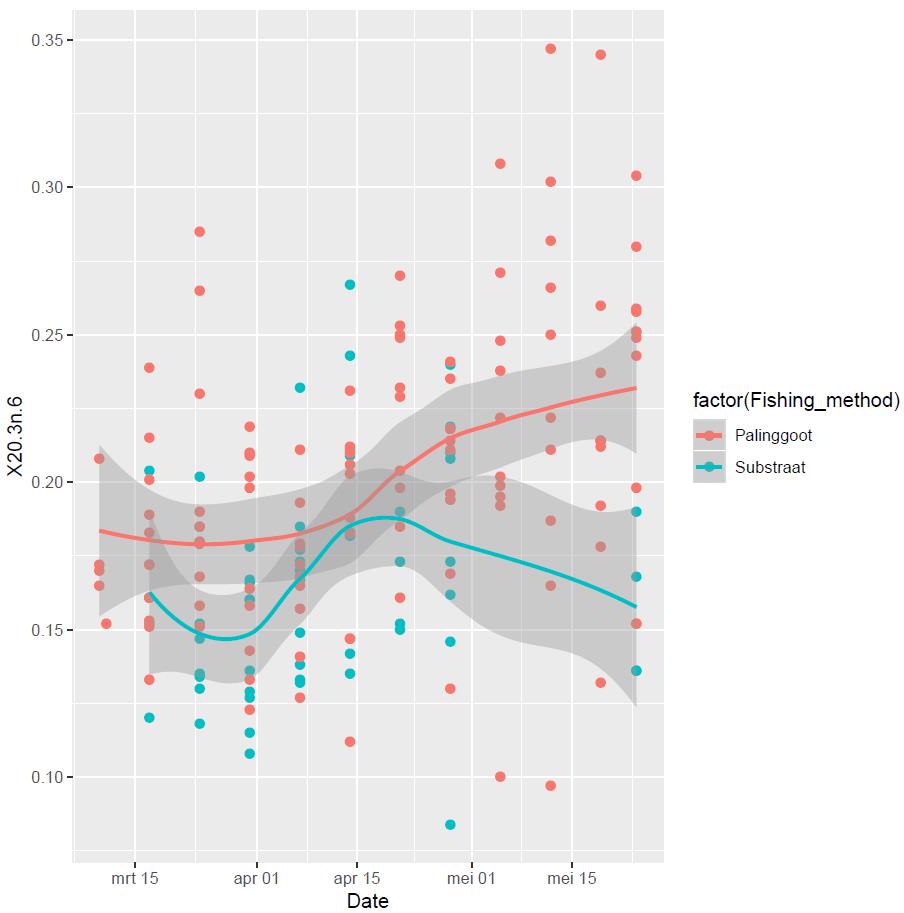 0.35
0.30
0.25
0.20
0.15
0.10
X20.3n.6
mrt 15
apr 01
apr 15
mei 01
mei 15
Date
factor(Fishing_method)
Palinggoot
Substraat